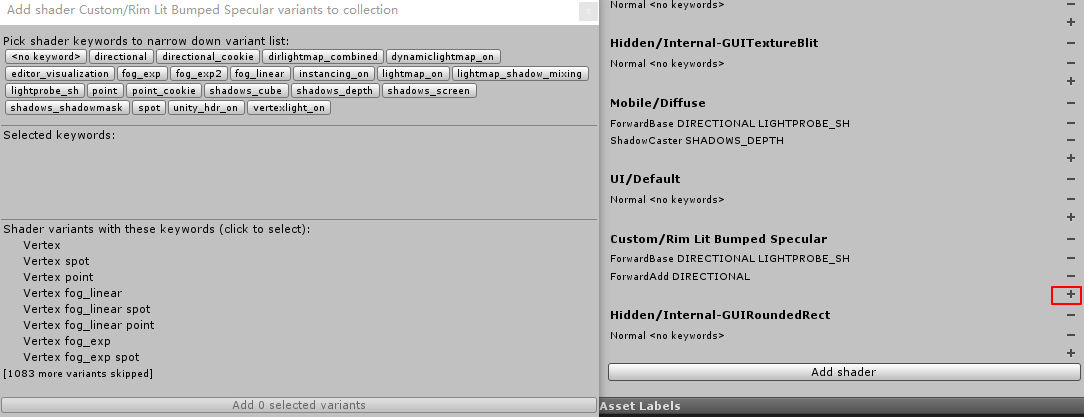 Add shader Custom/Rim Lit Bumped Specular variants to collection
Pick shader keywords to narrow down variant list:
<no keyword> directional directional_cookie dirlightmap_combined dynamiclightmap_on
editor_visualization fog_exp fog_exp2 fog_linear instancing_on lightmap_on lightmap_shadow_mixing
lightprobe_sh point point_cookie shadows_cube shadows_depth shadows_screen
shadows_shadowmask spot unity_hdr_on vertexlight_on
Selected keywords:
Shader variants with these keywords (click to select):
Vertex
Vertex spot
Vertex point
Vertex fog_linear
Vertex fog_linear spot
Vertex fog_linear point
Vertex fog_exp
Vertex fog_exp spot
[1083 more variants skipped]
Add 0 selected variants
Normal <no keywords>
Hidden/Internal-GUITextureBlit
Normal <no keywords>
Mobile/Diffuse
ForwardBase DIRECTIONAL LIGHTPROBE_SH
ShadowCaster SHADOWS_DEPTH
UI/Default
Normal <no keywords>
Custom/Rim Lit Bumped Specular
ForwardBase DIRECTIONAL LIGHTPROBE_SH
ForwardAdd DIRECTIONAL
Hidden/Internal-GUIRoundedRect
Normal <no keywords>
Add shader
Asset Labels